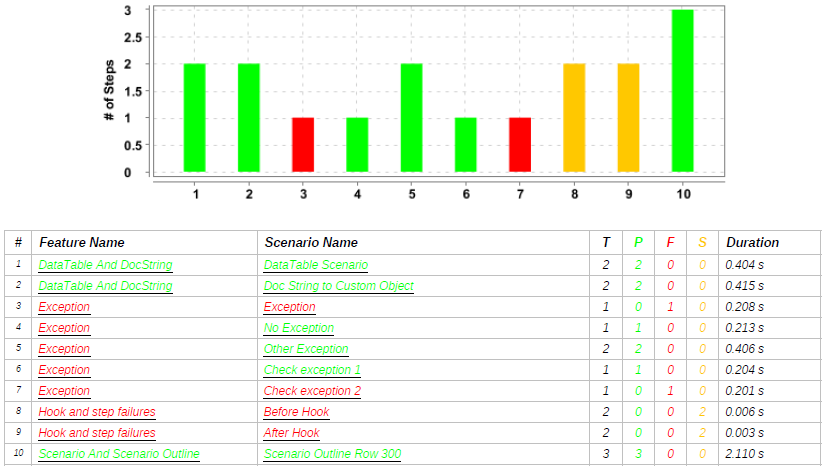 3
2.5
2
1.5
1
0.5
0
# of Steps
1 2 3 4 5 6 7 8 9 10
# Feature Name Scenario Name T P F S Duration
1 DataTable And DocString DataTable Scenario 2 2 0 0 0.404 s
2 DataTable And DocString Doc String to Custom Object 2 2 0 0 0.415 s
3 Exception Exception 1 0 1 0 0.208 s
4 Exception No Exception 1 1 0 0 0.213 s
5 Exception Other Exception 2 2 0 0 0.406 s
6 Exception Check exception 1 1 1 0 0 0.204 s
7 Exception Check exception 2 1 0 1 0 0.201 s
8 Hook and step failures Before Hook 2 0 0 2 0.006 s
9 Hook and step failures After Hook 2 0 0 2 0.003 s
10 Scenario And Scenario Outline Scenario Outline Row 300 3 3 0 0 2.110 s